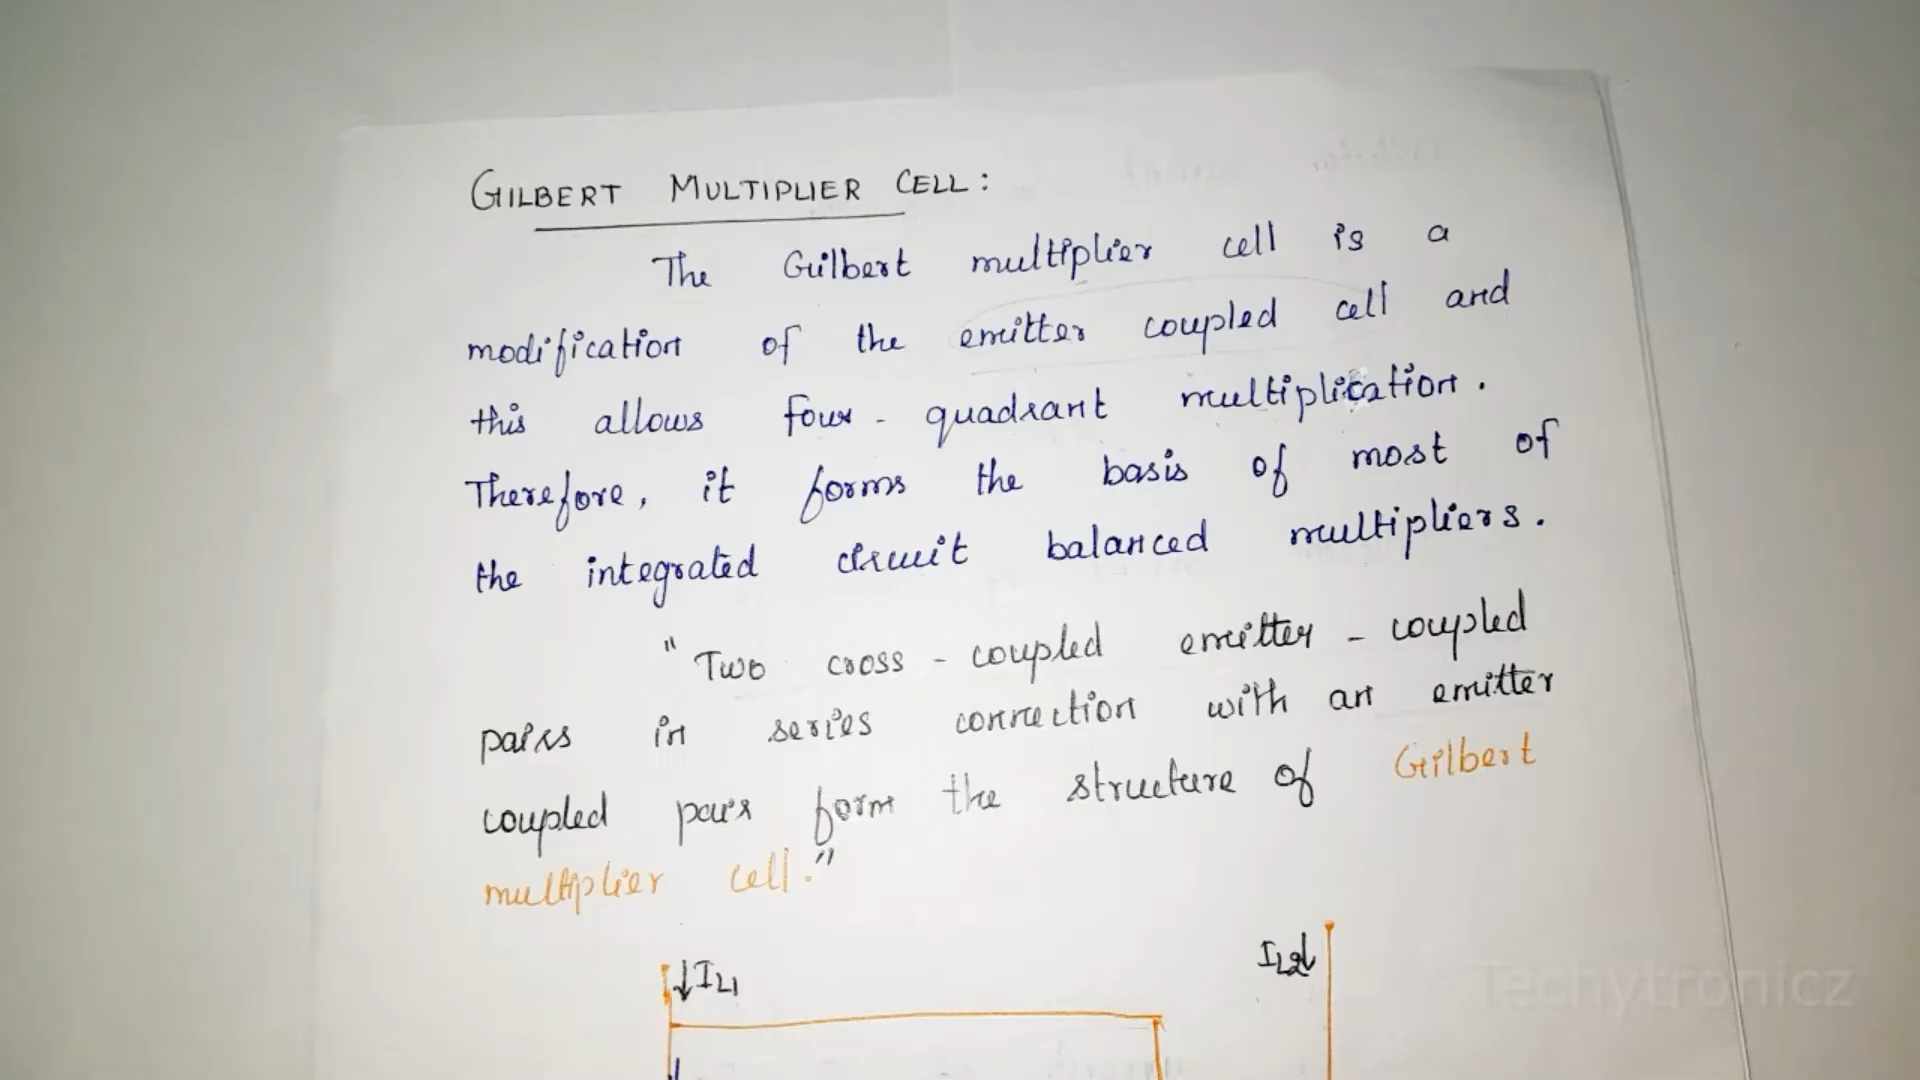 GILBERT MULTIPLIER CELL:
The Gilbert multiplier cell is a
modification of the emitter coupled cell and
this allows four - quadrant multiplication.
Therefore, it forms the basis of most of
the integrated circuit balanced multipliers.
"Two cross - coupled emitter - coupled
pairs in series connection with an emitter
coupled pair form the structure of Gilbert
multiplier cell."
↓IL1 IL2↓
Techytronicz